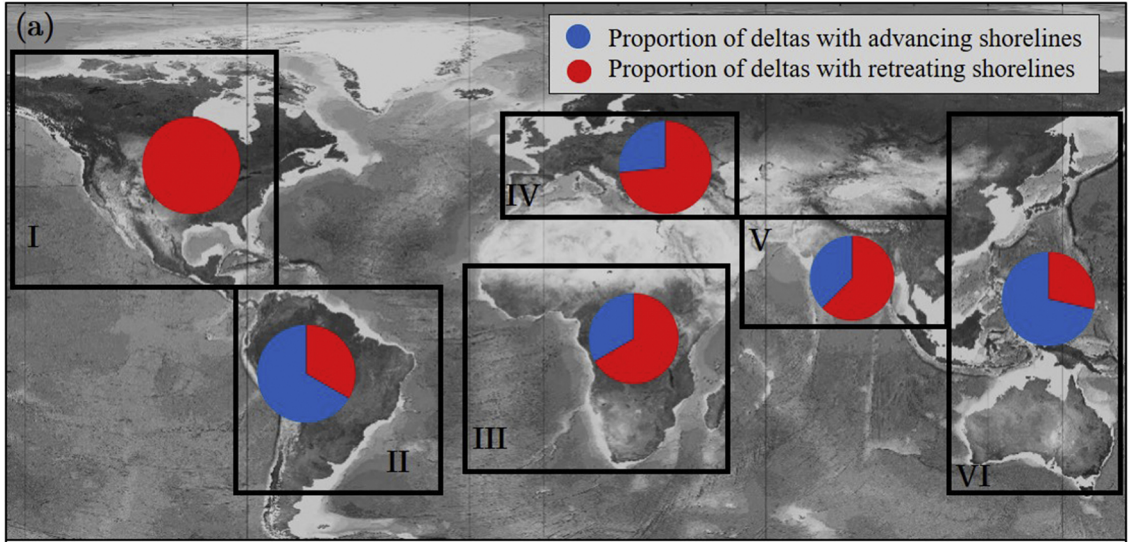 (a)
Proportion of deltas with advancing shorelines
Proportion of deltas with retreating shorelines
I
II
III
IV
V
VI